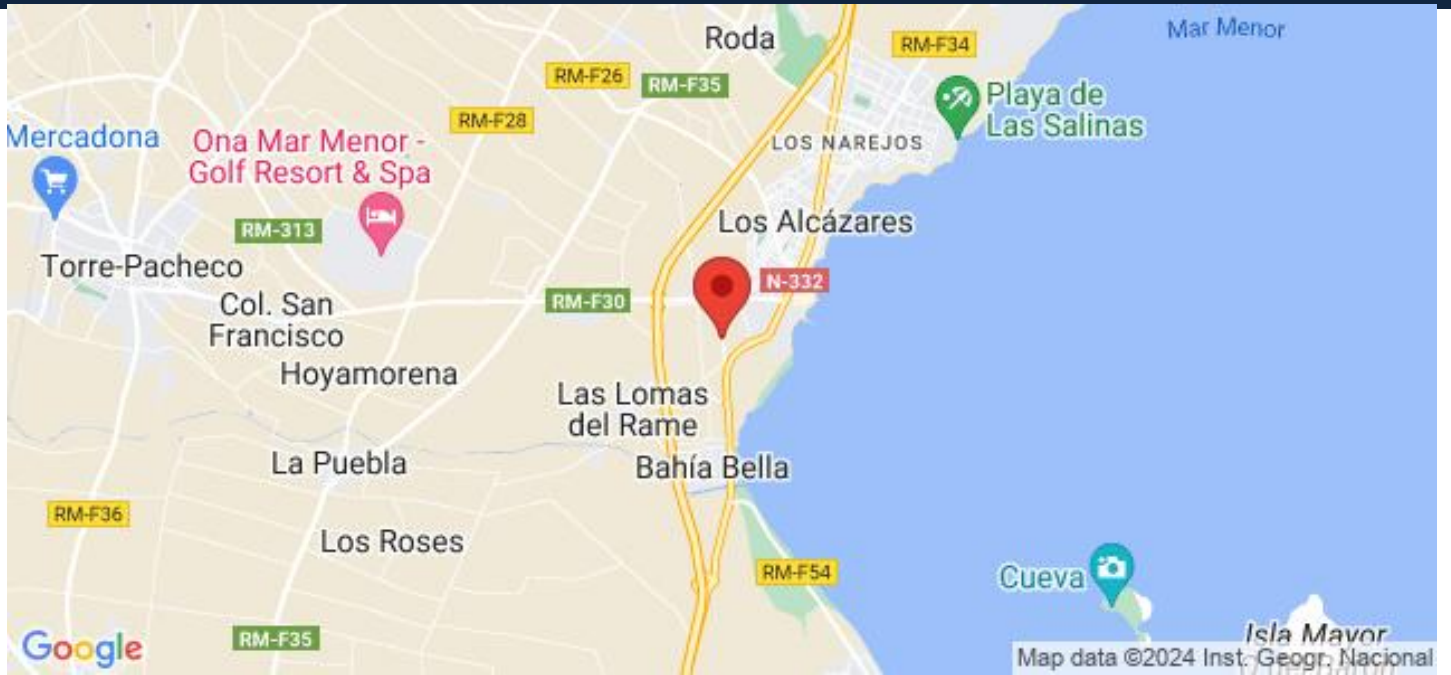 Mar Menor
Roda
RM-F34
RM-F26
RM-F35
Playa de
Las Salinas
RM-F28
Mercadona
Ona Mar Menor -
Golf Resort & Spa
LOS NAREJOS
Los Alcázares
RM-313
Torre-Pacheco
N-332
RM-F30
Col. San
Francisco
Hoyamorena
Las Lomas
del Rame
La Puebla
Bahía Bella
RM-F36
Los Roses
RM-F54
Cueva
RM-F35
Isla Mayor
Google
Map data ©2024 Inst. Geogr. Nacional